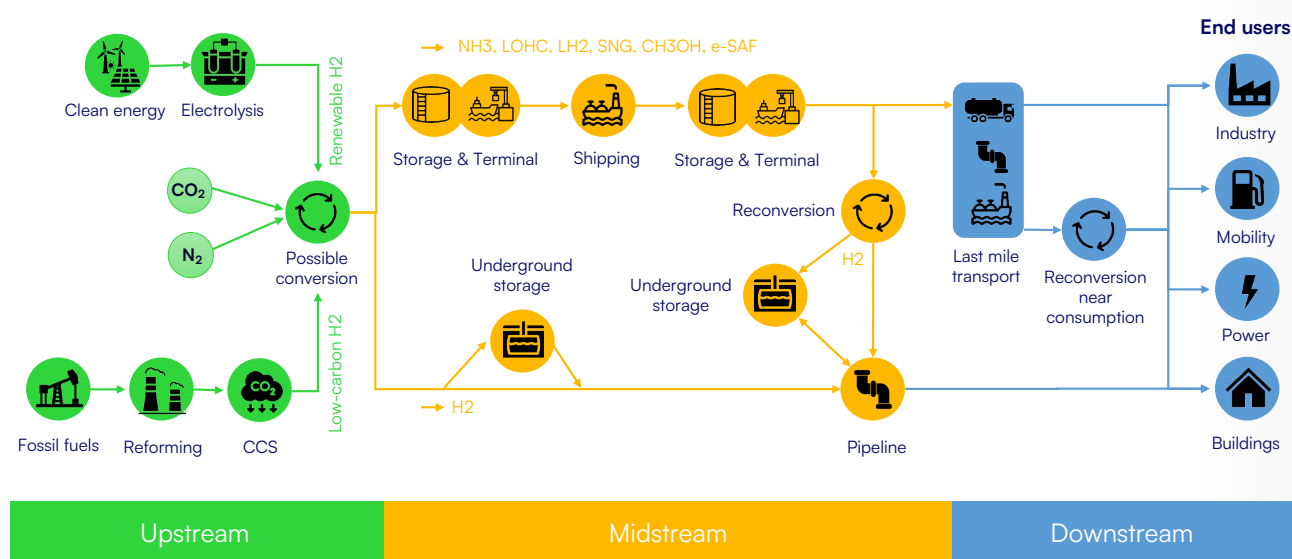 End users
NH3, LOHC, LH2, SNG, CH3OH, e-SAF
Clean energy
Electrolysis
Renewable H2
Storage & Terminal
Shipping
Storage & Terminal
Industry
CO₂
N₂
Possible
conversion
Reconversion
H2
Last mile
transport
Reconversion
near
consumption
Mobility
Underground
storage
Underground
storage
Power
Low-carbon H2
CO₂
H2
Fossil fuels
Reforming
CCS
Pipeline
Buildings
Upstream
Midstream
Downstream